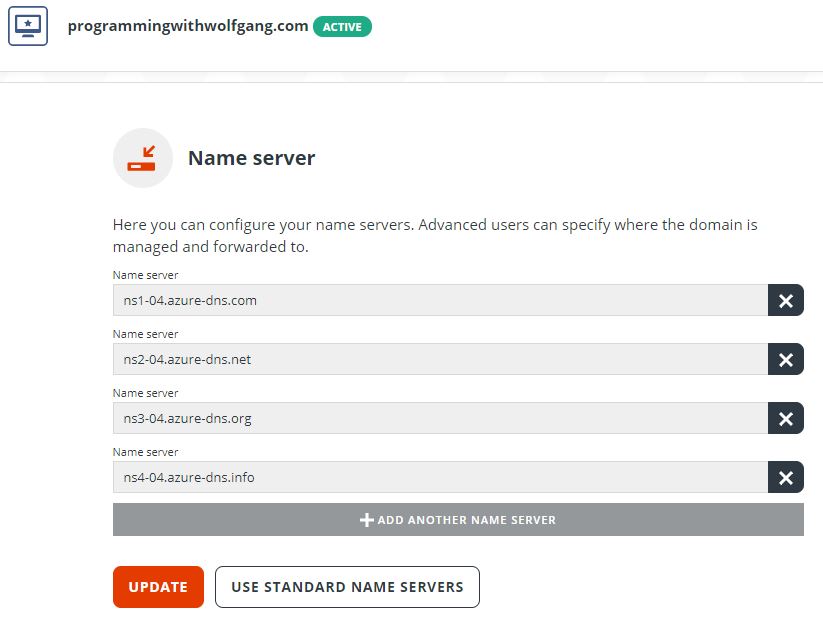 programmingwithwolfgang.com ACTIVE
Name server
Here you can configure your name servers. Advanced users can specify where the domain is
managed and forwarded to.
Name server
ns1-04.azure-dns.com
Name server
ns2-04.azure-dns.net
Name server
ns3-04.azure-dns.org
Name server
ns4-04.azure-dns.info
ADD ANOTHER NAME SERVER
UPDATE USE STANDARD NAME SERVERS